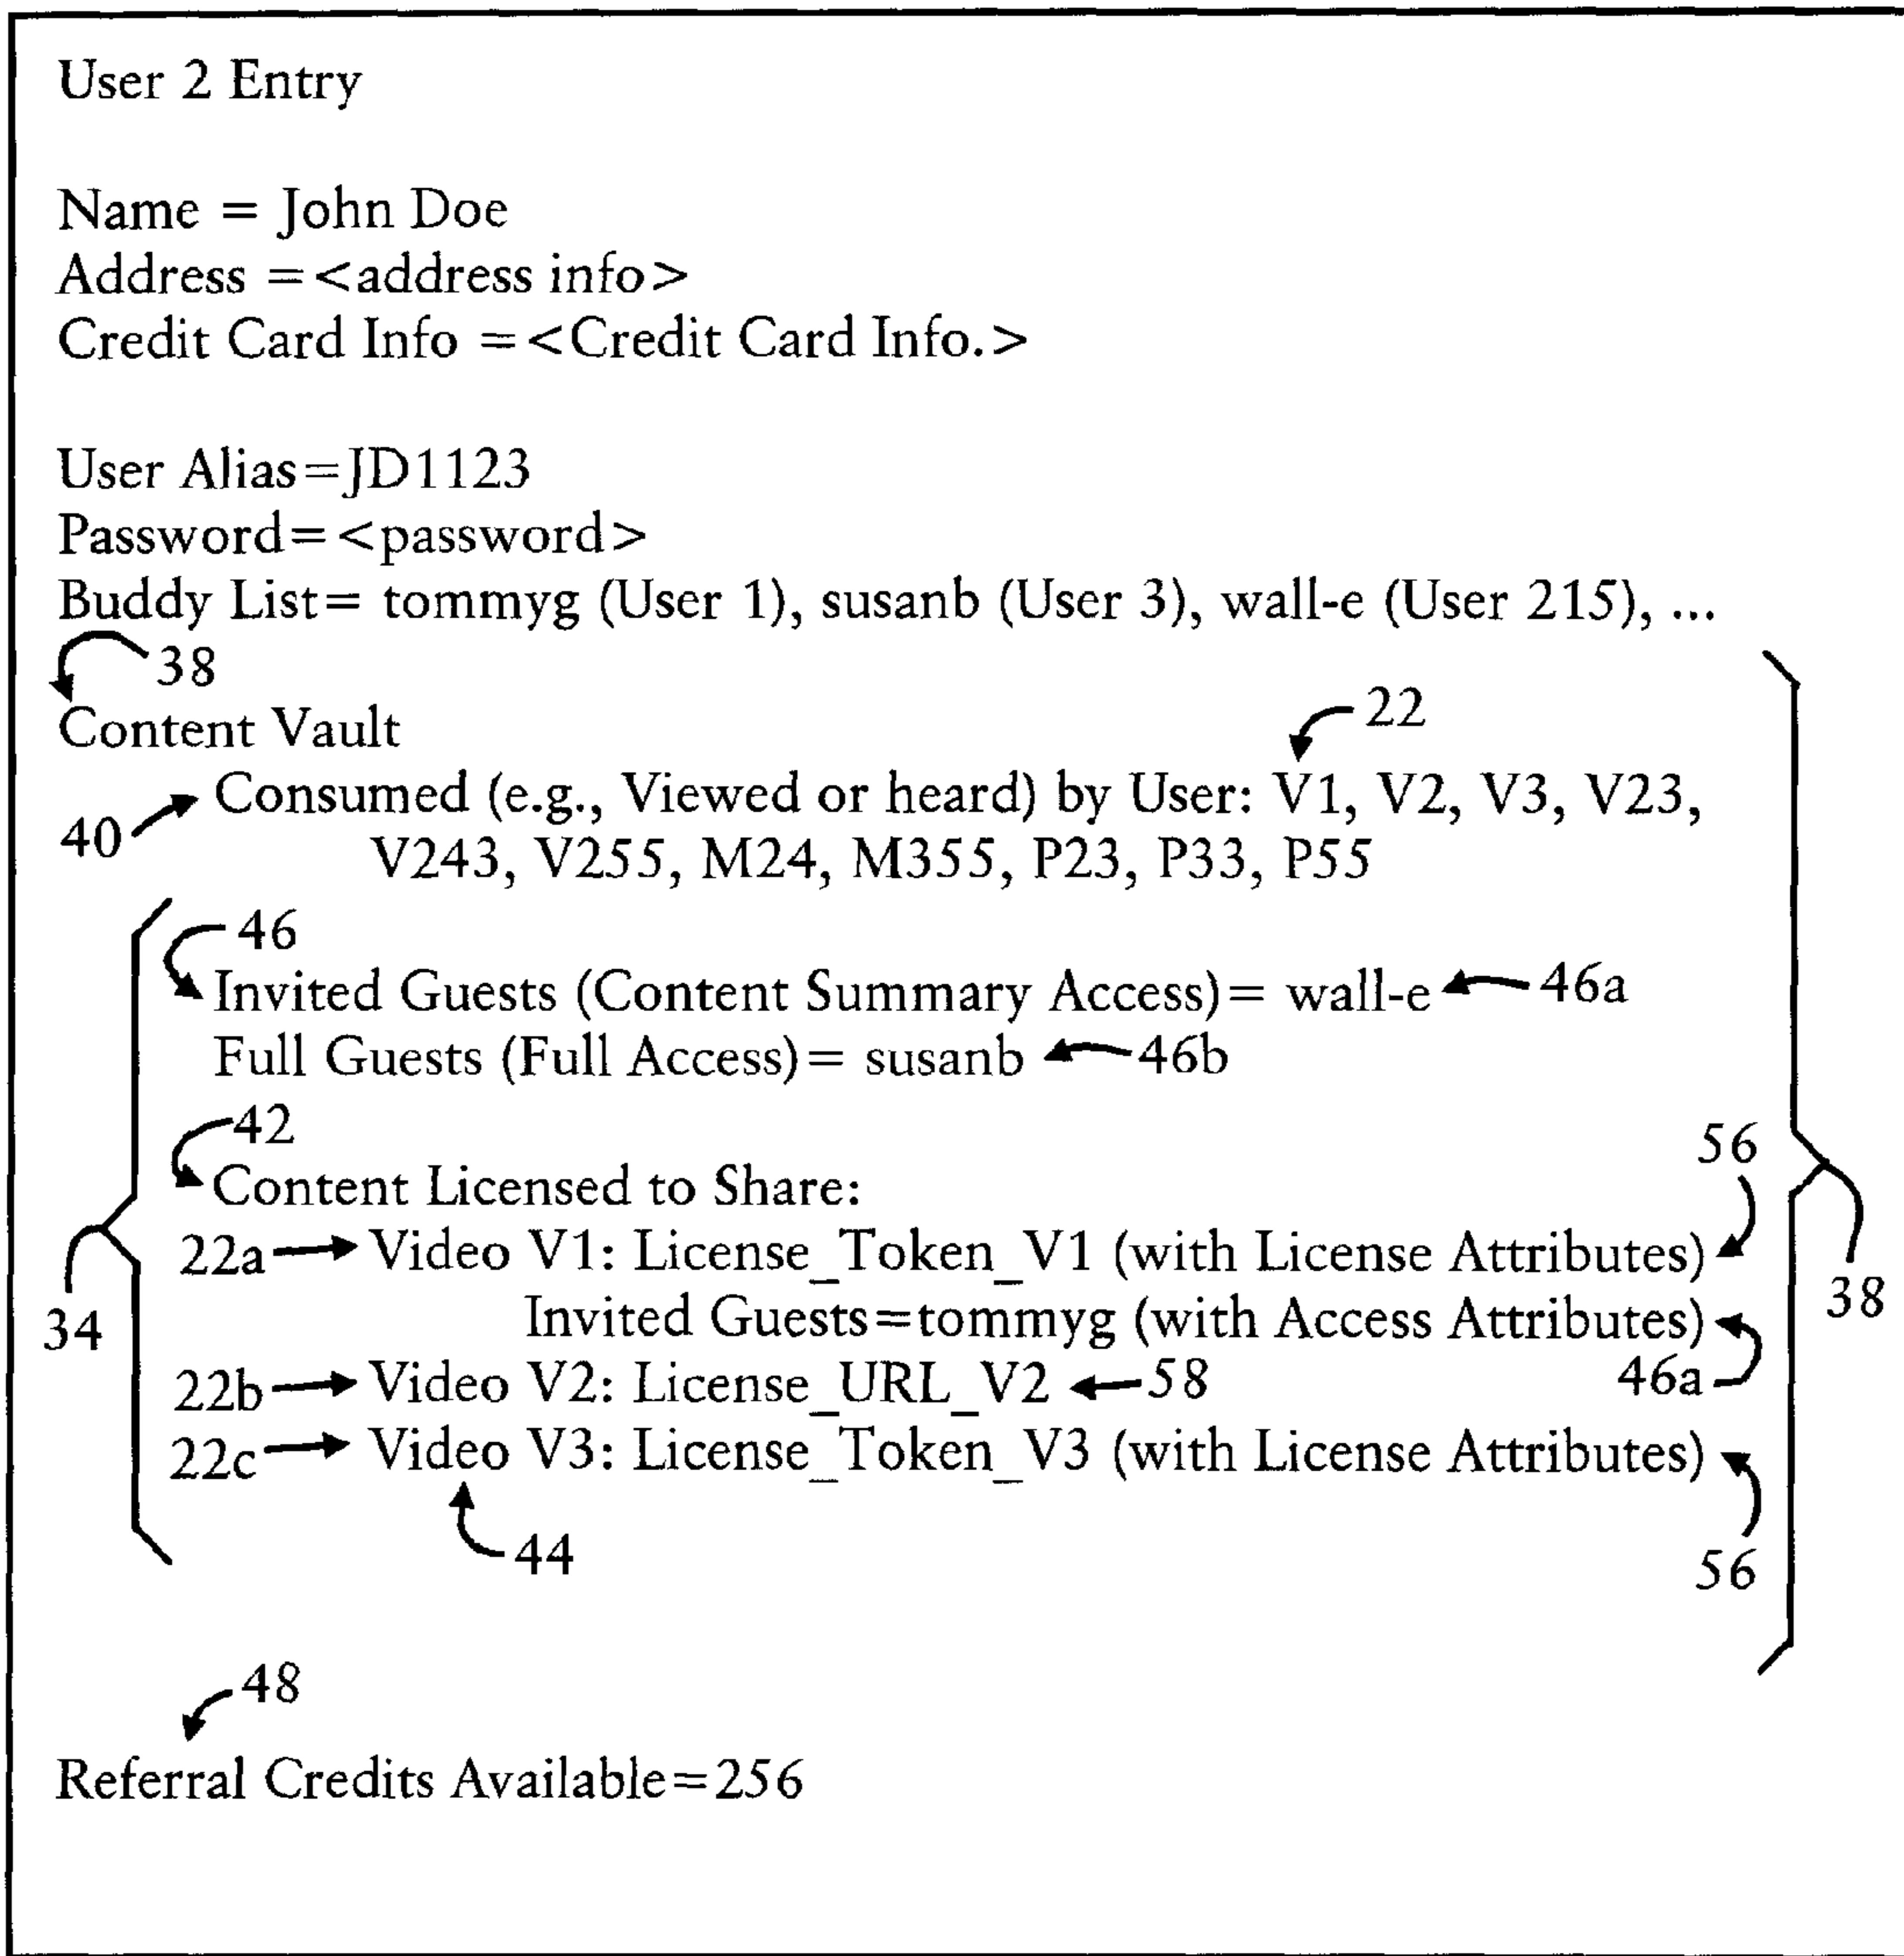 User 2 Entry
Name = John Doe
Address =<address info>
Credit Card Info =<Credit Card Info.>
User Alias=JD1123
Password=<password>
Buddy List= tommyg (User 1), susanb (User 3), wall-e (User 215), ...
38
Content Vault
22
40 Consumed (e.g., Viewed or heard) by User: V1, V2, V3, V23,
V243, V255, M24, M355, P23, P33, P55
46
Invited Guests (Content Summary Access)= wall-e 46a
Full Guests (Full Access)= susanb 46b
42
56
Content Licensed to Share:
22a Video V1: License_Token_V1 (with License Attributes)
34
Invited Guests=tommyg (with Access Attributes)
38
46a
22b Video V2: License_URL_V2 58
22c Video V3: License_Token_V3 (with License Attributes)
44
56
48
Referral Credits Available=256